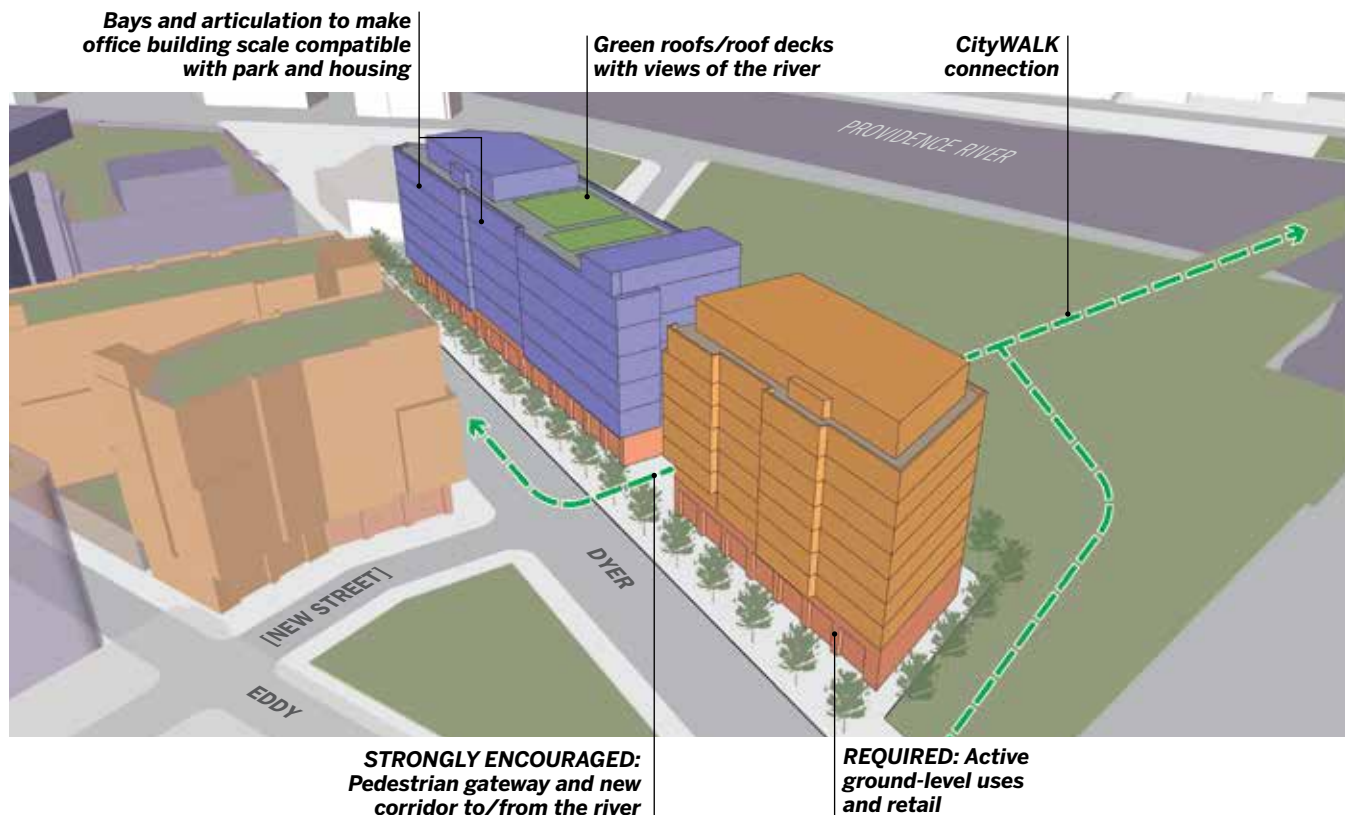 Bays and articulation to make
office building scale compatible
with park and housing
Green roofs/roof decks
with views of the river
CityWALK
connection
PROVIDENCE RIVER
DYER
[NEW STREET]
EDDY
STRONGLY ENCOURAGED:
Pedestrian gateway and new
corridor to/from the river
REQUIRED: Active
ground-level uses
and retail